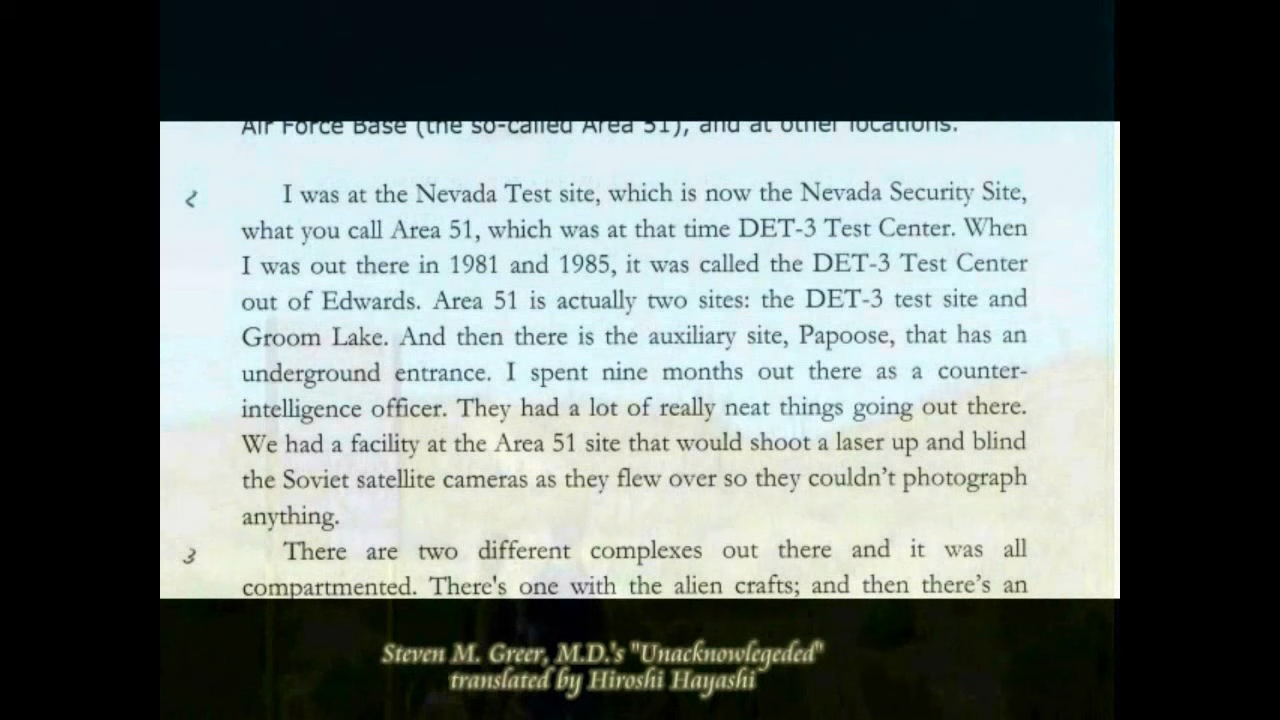 Air Force Base (the so-called Area 51), and at other locations.
2 I was at the Nevada Test site, which is now the Nevada Security Site,
what you call Area 51, which was at that time DET-3 Test Center. When
I was out there in 1981 and 1985, it was called the DET-3 Test Center
out of Edwards. Area 51 is actually two sites: the DET-3 test site and
Groom Lake. And then there is the auxiliary site, Papoose, that has an
underground entrance. I spent nine months out there as a counter-
intelligence officer. They had a lot of really neat things going out there.
We had a facility at the Area 51 site that would shoot a laser up and blind
the Soviet satellite cameras as they flew over so they couldn't photograph
anything.
3 There are two different complexes out there and it was all
compartmented. There's one with the alien crafts; and then there's an
Steven M. Greer, M.D.'s "Unacknowlegeded"
translated by Hiroshi Hayashi